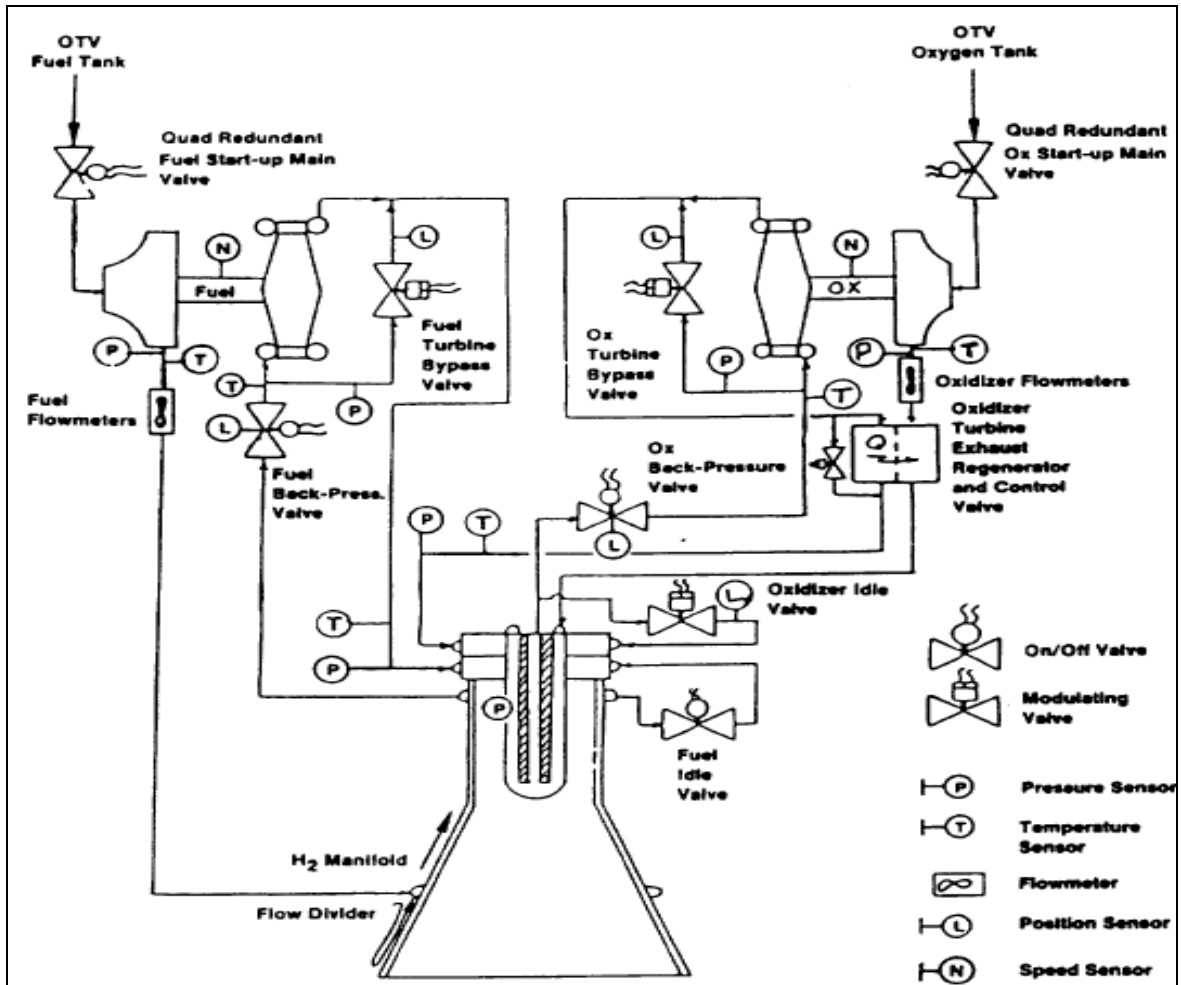 OTV
Fuel Tank
OTV
Oxygen Tank
Quad Redundant
Fuel Start-up Main
Valve
Quad Redundant
Ox Start-up Main
Valve
N
L
L
N
Fuel
OX
Fuel
Turbine
Bypass
Valve
Ox
Turbine
Bypass
Valve
P
T
P
P
T
T
P
Fuel
Flowmeters
L
Oxidizer Flowmeters
T
Oxidizer
Turbine
Exhaust
Regenerator
and Control
Valve
Q
Fuel
Back-Press.
Valve
Ox
Back-Pressure
Valve
P
T
L
Oxidizer Idle
Valve
L
T
P
P
On/Off Valve
Modulating
Valve
Fuel
Idle
Valve
P
Pressure Sensor
T
Temperature
Sensor
H2 Manifold
Flow Divider
Flowmeter
L
Position Sensor
N
Speed Sensor